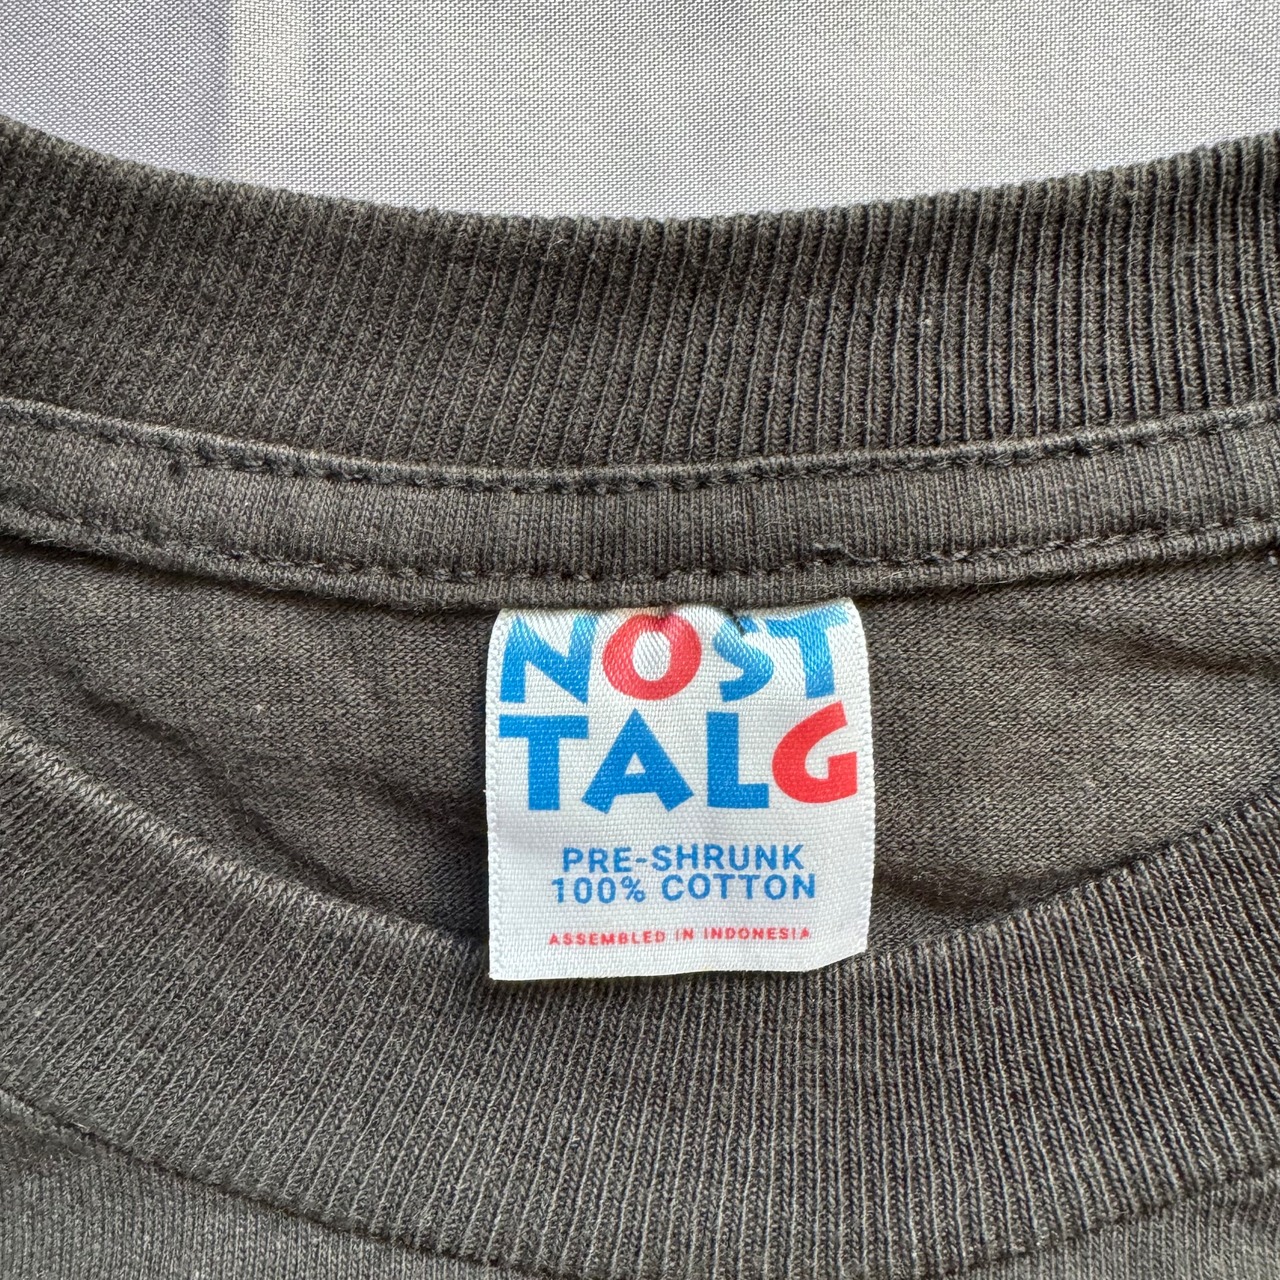 NOST
TALG
PRE-SHRUNK
100% COTTON
ASSEMBLED IN INDONESIA